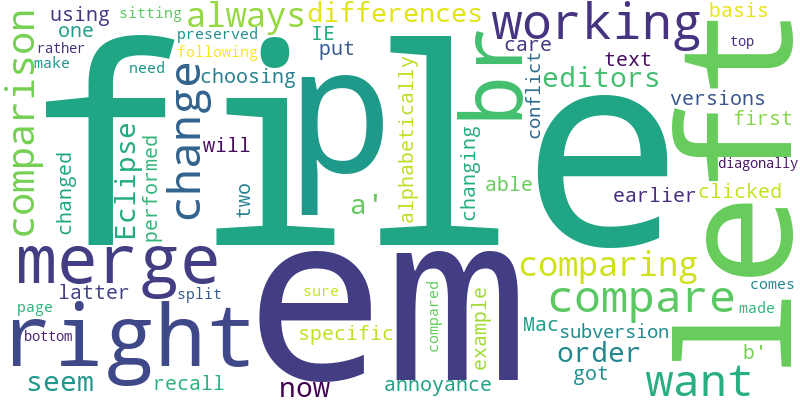 using
sitting
always
differences
basis
one
preserved
IE
working
top
rather
following
put
care
text
make
need
choosing
editors
versions
comparison
file
p
br
left
change
alphabetically
conflict
first
changed
Eclipse
performed
will
two
a'
changing
able
earlier
clicked
diagonally
merge
em
comparing
latter
split
sure
compared
example
compare
comes
page
right
specific
Mac
subversion
made
bottom
order
b'
seem
recall
now
annoyance
got
want